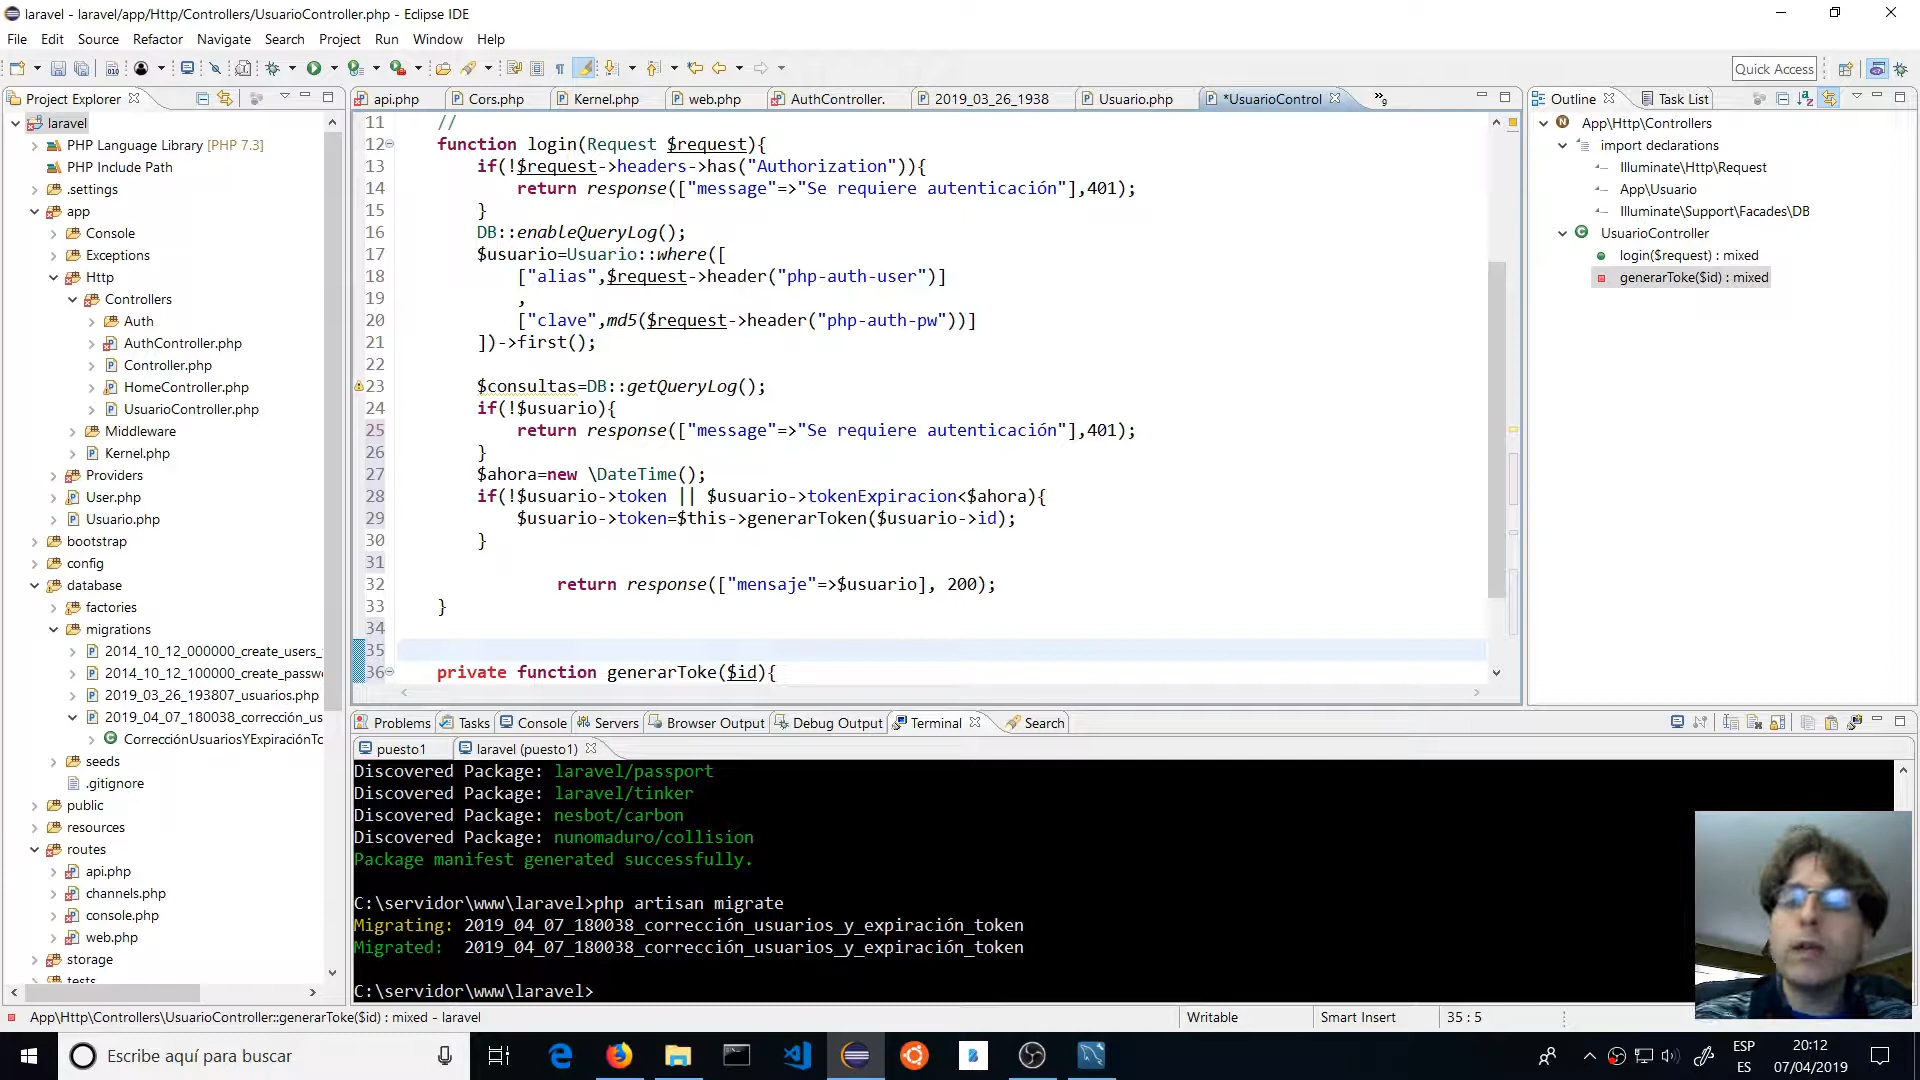 laravel - laravel/app/Http/Controllers/UsuarioController.php - Eclipse IDE
File Edit Source Refactor Navigate Search Project Run Window Help
Quick Access
Project Explorer
api.php
Cors.php
Kernel.php
web.php
AuthController.
2019_03_26_1938
Usuario.php
*UsuarioControl
»9
Outline
Task List
laravel
PHP Language Library [PHP 7.3]
PHP Include Path
.settings
app
Console
Exceptions
Http
Controllers
Auth
AuthController.php
Controller.php
HomeController.php
UsuarioController.php
Middleware
Kernel.php
Providers
User.php
Usuario.php
bootstrap
config
database
factories
migrations
2014_10_12_000000_create_users_
2014_10_12_100000_create_passw
2019_03_26_193807_usuarios.php
2019_04_07_180038_corrección_us
CorrecciónUsuariosYExpiraciónTo
seeds
.gitignore
public
resources
routes
api.php
channels.php
console.php
web.php
storage
tests
11 //
12 function login(Request $request){
13 if(!$request->headers->has("Authorization")){
14 return response(["message"=>"Se requiere autenticación"],401);
15 }
16 DB::enableQueryLog();
17 $usuario=Usuario::where([
18 ["alias",$request->header("php-auth-user")]
19 ,
20 ["clave",md5($request->header("php-auth-pw"))]
21 ])->first();
22
23 $consultas=DB::getQueryLog();
24 if(!$usuario){
25 return response(["message"=>"Se requiere autenticación"],401);
26 }
27 $ahora=new \DateTime();
28 if(!$usuario->token || $usuario->tokenExpiracion<$ahora){
29 $usuario->token=$this->generarToken($usuario->id);
30 }
31
32 return response(["mensaje"=>$usuario], 200);
33 }
34
35
36 private function generarToke($id){
App\Http\Controllers
import declarations
Illuminate\Http\Request
App\Usuario
Illuminate\Support\Facades\DB
UsuarioController
login($request) : mixed
generarToke($id) : mixed
Problems Tasks Console Servers Browser Output Debug Output Terminal Search
puesto1
laravel (puesto1)
Discovered Package: laravel/passport
Discovered Package: laravel/tinker
Discovered Package: nesbot/carbon
Discovered Package: nunomaduro/collision
Package manifest generated successfully.
C:\servidor\www\laravel>php artisan migrate
Migrating: 2019_04_07_180038_corrección_usuarios_y_expiración_token
Migrated: 2019_04_07_180038_corrección_usuarios_y_expiración_token
C:\servidor\www\laravel>
App\Http\Controllers\UsuarioController::generarToke($id) : mixed - laravel
Writable
Smart Insert
35 : 5
Escribe aquí para buscar
ESP
ES
20:12
07/04/2019